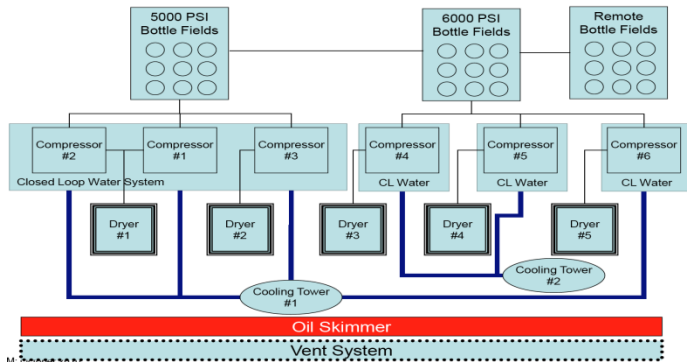 5000 PSI
Bottle Fields
6000 PSI
Bottle Fields
Remote
Bottle Fields
Compressor
#2
Compressor
#1
Compressor
#3
Compressor
#4
Compressor
#5
Compressor
#6
Closed Loop Water System
CL Water
CL Water
CL Water
Dryer
#1
Dryer
#2
Dryer
#3
Dryer
#4
Dryer
#5
Cooling Tower
#1
Cooling Tower
#2
Oil Skimmer
Vent System